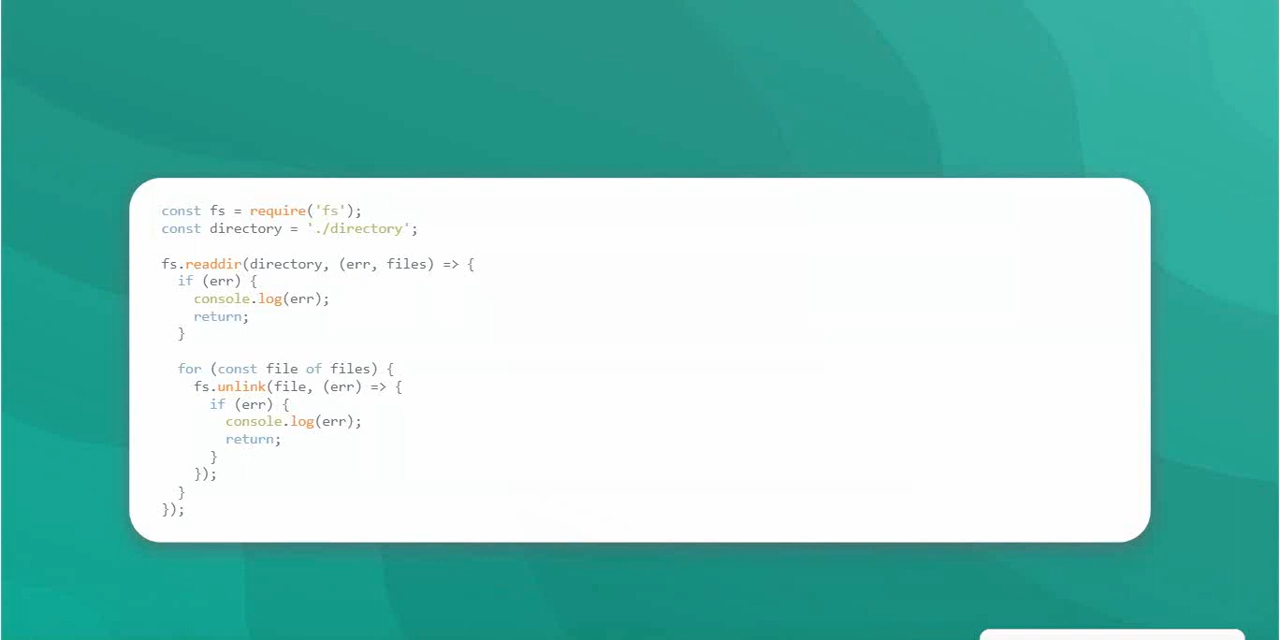 const fs = require('fs');
const directory = './directory';
fs.readdir(directory, (err, files) => {
if (err) {
console.log(err);
return;
}
for (const file of files) {
fs.unlink(file, (err) => {
if (err) {
console.log(err);
return;
}
});
}
});